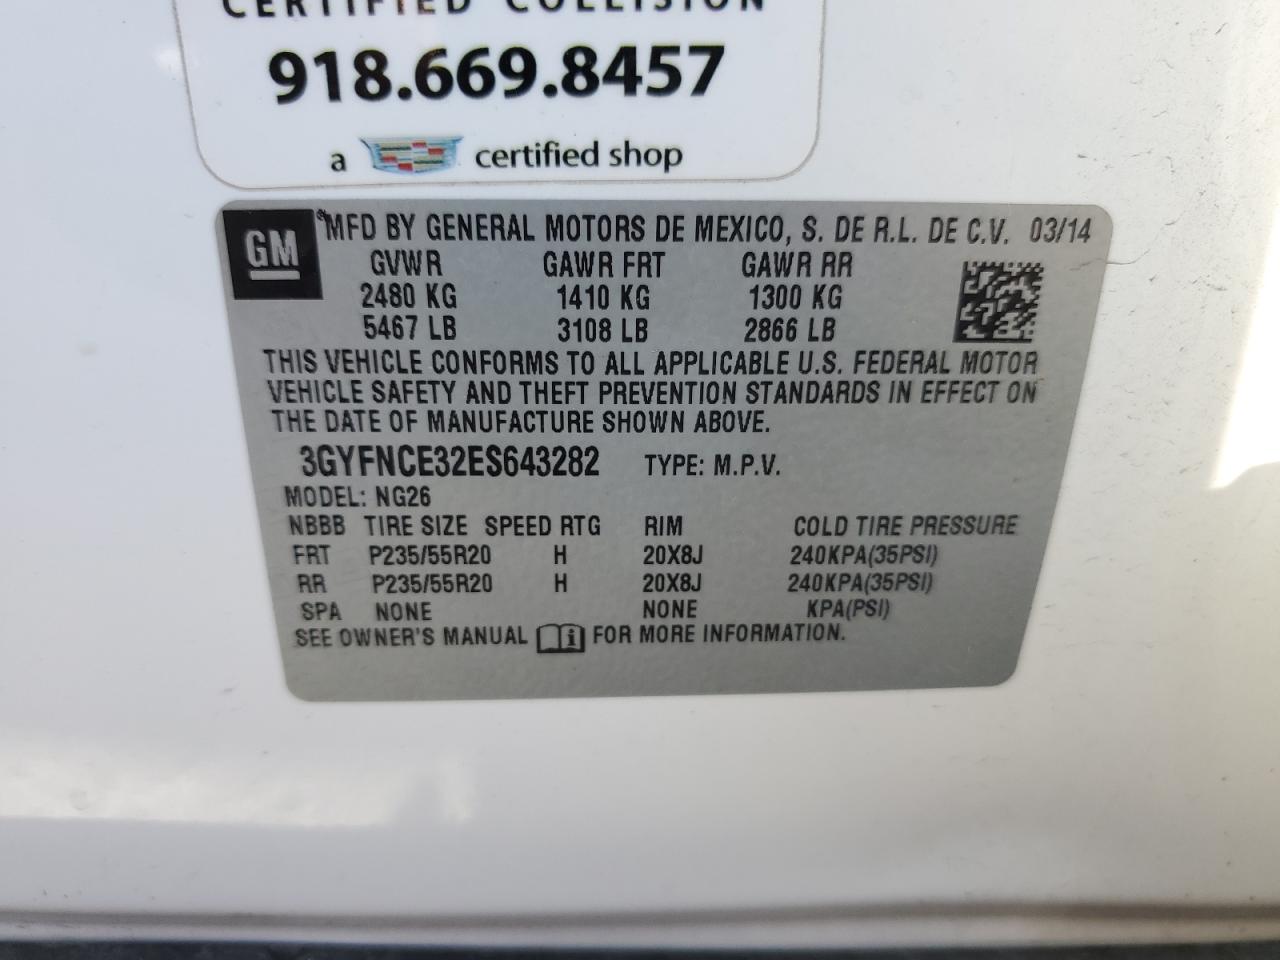 CERTIFIED COLLISION
918.669.8457
a certified shop
GM
MFD BY GENERAL MOTORS DE MEXICO, S. DE R.L. DE C.V. 03/14
GVWR GAWR FRT GAWR RR
2480 KG 1410 KG 1300 KG
5467 LB 3108 LB 2866 LB
THIS VEHICLE CONFORMS TO ALL APPLICABLE U.S. FEDERAL MOTOR
VEHICLE SAFETY AND THEFT PREVENTION STANDARDS IN EFFECT ON
THE DATE OF MANUFACTURE SHOWN ABOVE.
3GYFNCE32ES643282 TYPE: M.P.V.
MODEL: NG26
NBBB TIRE SIZE SPEED RTG RIM COLD TIRE PRESSURE
FRT P235/55R20 H 20X8J 240KPA(35PSI)
RR P235/55R20 H 20X8J 240KPA(35PSI)
SPA NONE NONE KPA(PSI)
SEE OWNER'S MANUAL FOR MORE INFORMATION.